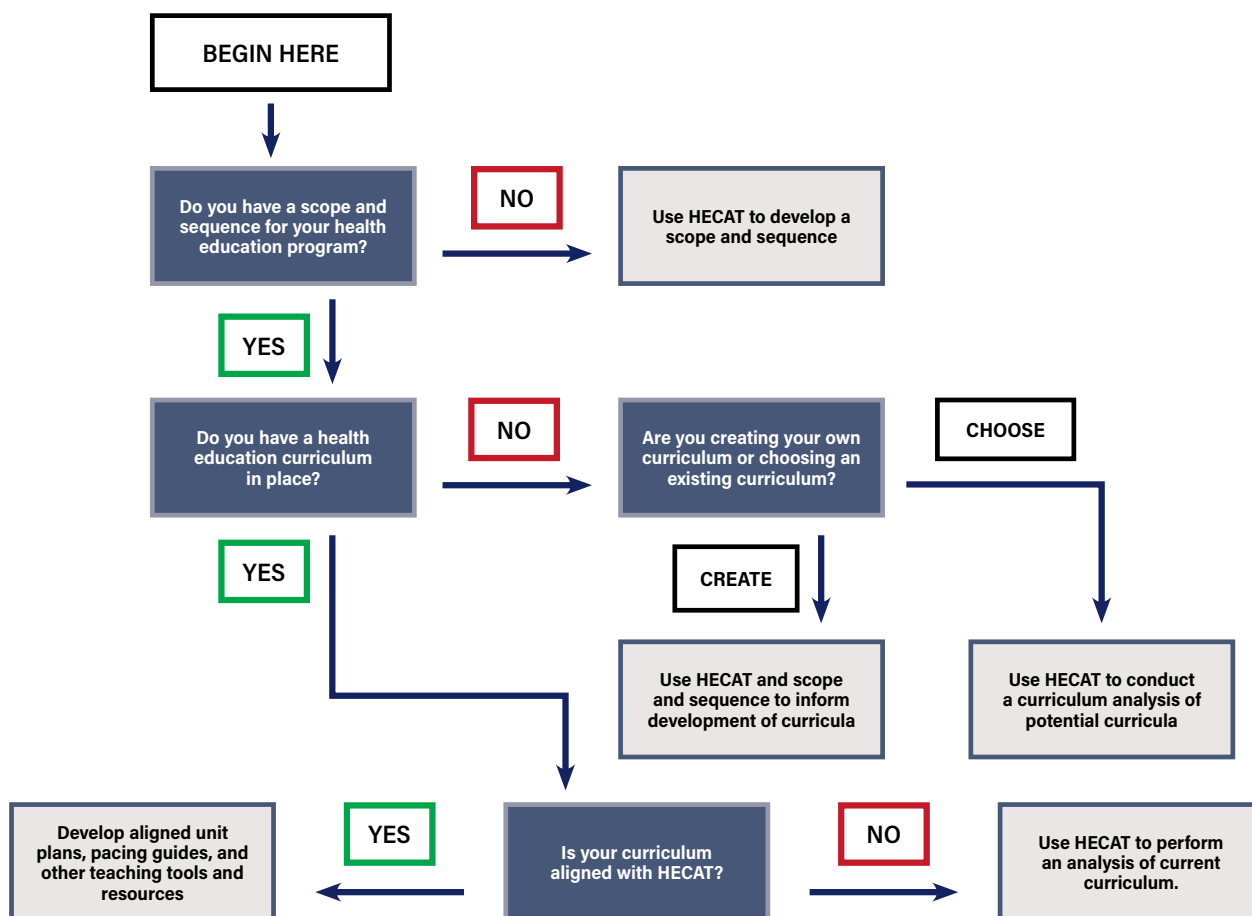 BEGIN HERE
Do you have a scope and
sequence for your health
education program?
NO
Use HECAT to develop a
scope and sequence
YES
Do you have a health
education curriculum
in place?
NO
Are you creating your own
curriculum or choosing an
existing curriculum?
CHOOSE
YES
CREATE
Use HECAT and scope
and sequence to inform
development of curricula
Use HECAT to conduct
a curriculum analysis of
potential curricula
Develop aligned unit
plans, pacing guides, and
other teaching tools and
resources
YES
Is your curriculum
aligned with HECAT?
NO
Use HECAT to perform
an analysis of current
curriculum.